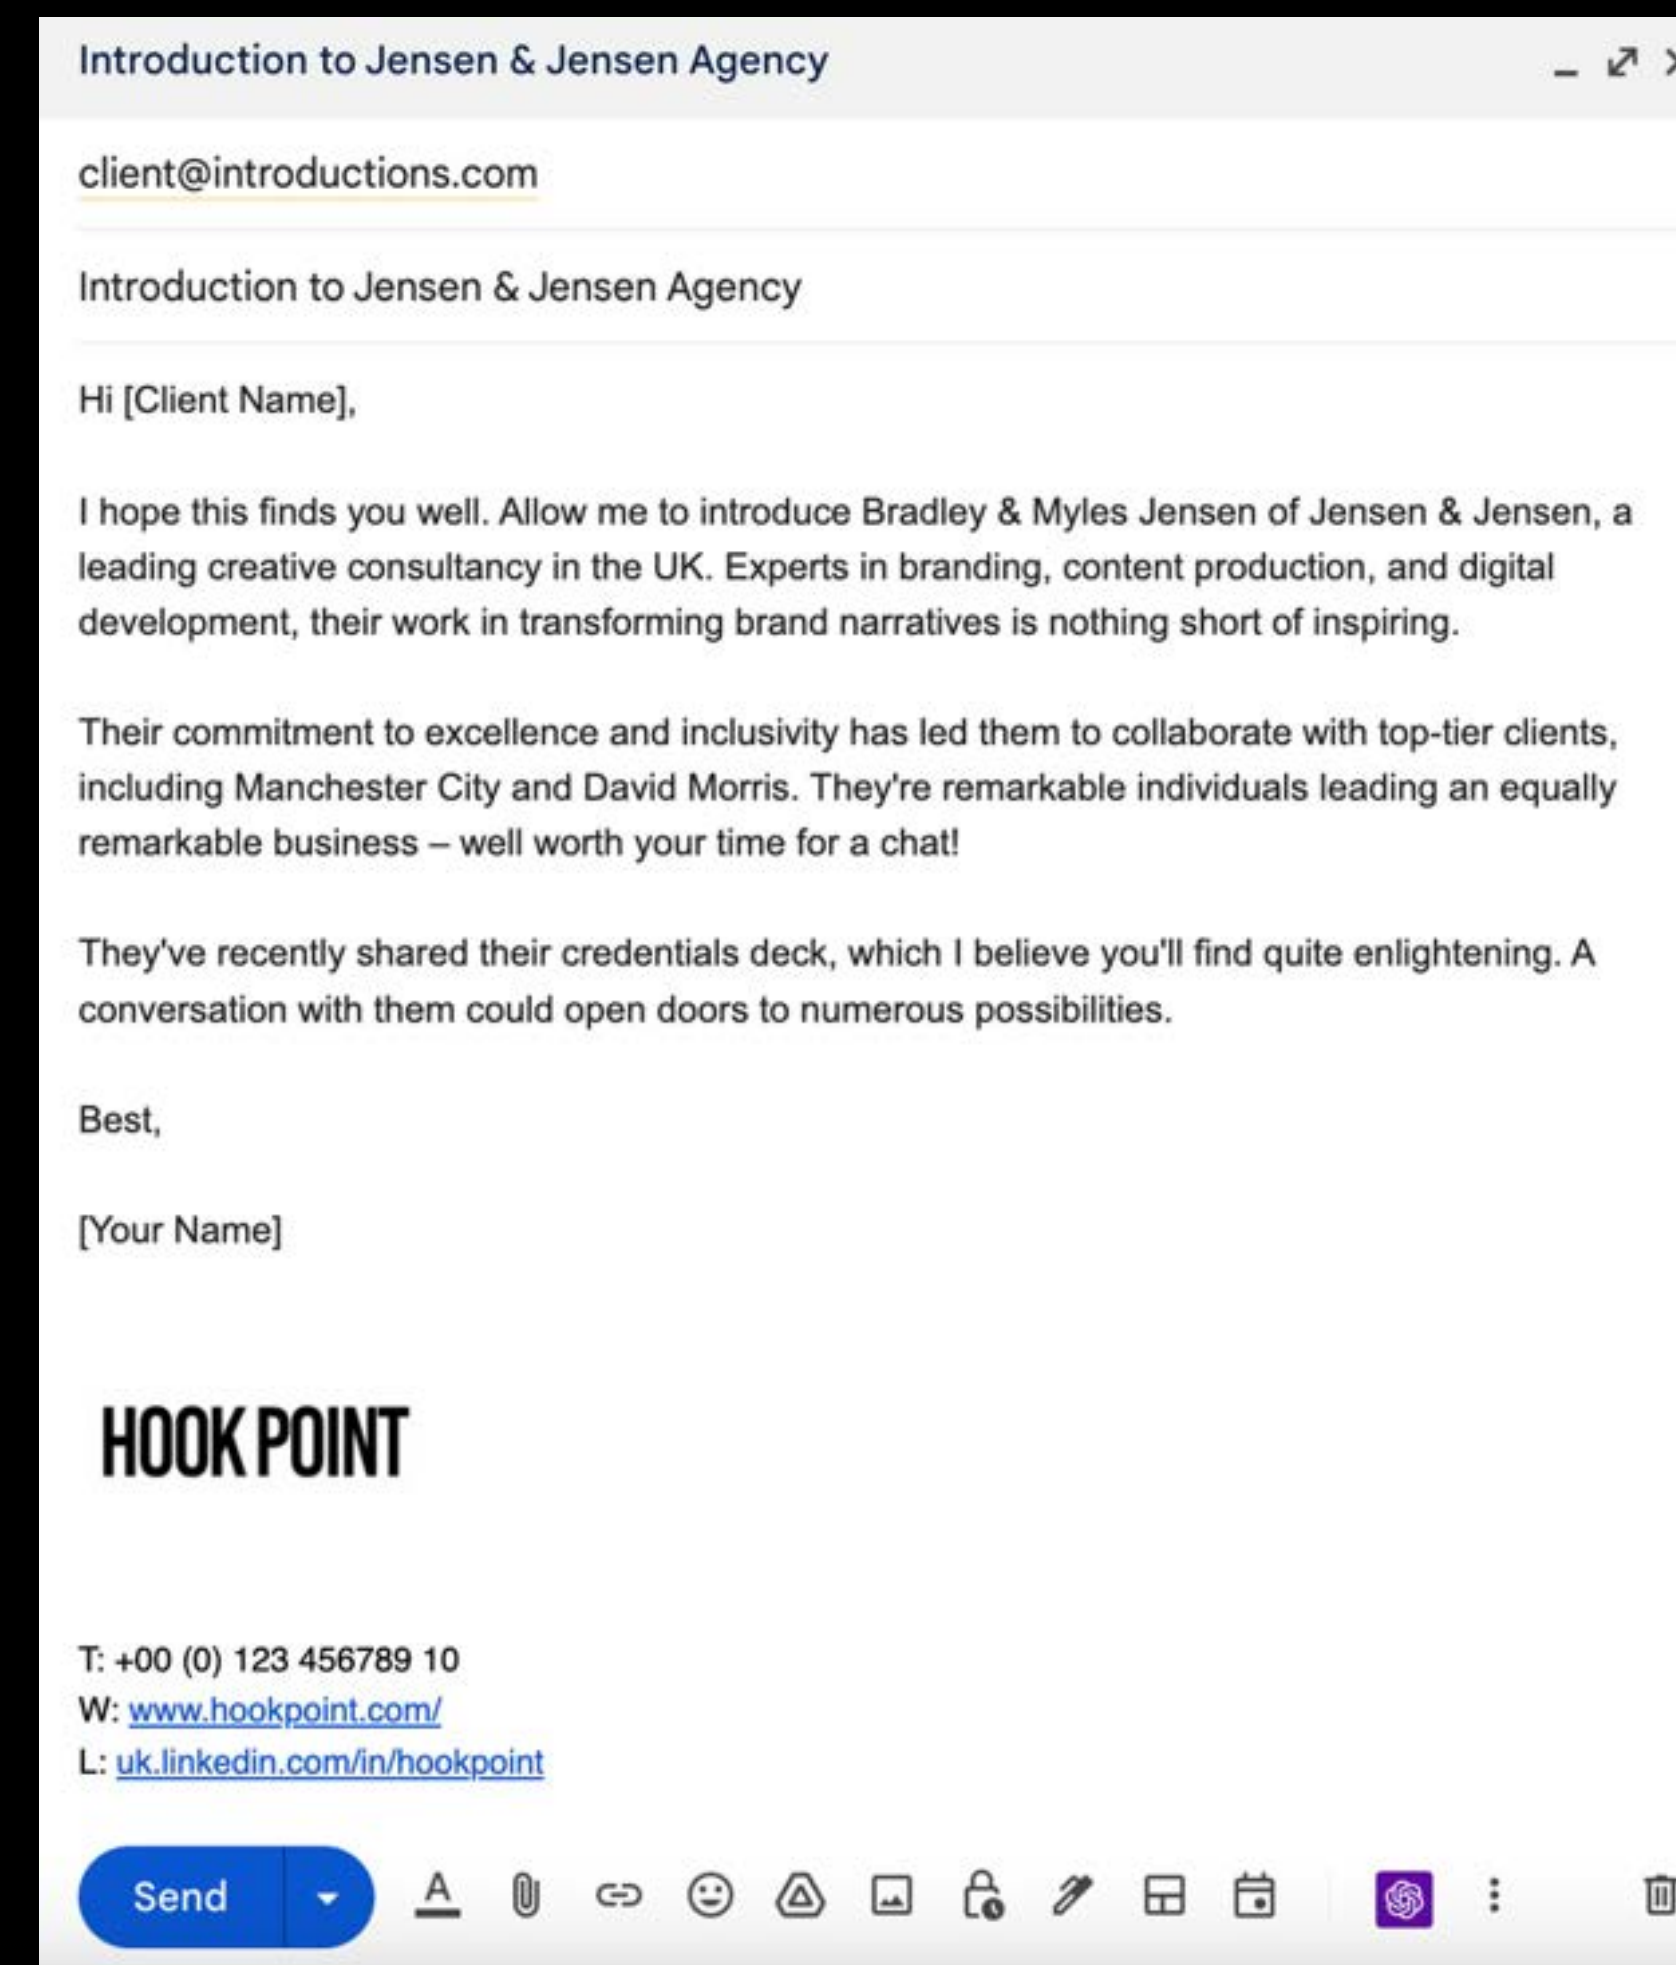 Introduction to Jensen & Jensen Agency
client@introductions.com
Introduction to Jensen & Jensen Agency
Hi [Client Name],
I hope this finds you well. Allow me to introduce Bradley & Myles Jensen of Jensen & Jensen, a
leading creative consultancy in the UK. Experts in branding, content production, and digital
development, their work in transforming brand narratives is nothing short of inspiring.
Their commitment to excellence and inclusivity has led them to collaborate with top-tier clients,
including Manchester City and David Morris. They're remarkable individuals leading an equally
remarkable business – well worth your time for a chat!
They've recently shared their credentials deck, which I believe you'll find quite enlightening. A
conversation with them could open doors to numerous possibilities.
Best,
[Your Name]
HOOK POINT
T: +00 (0) 123 456789 10
W: www.hookpoint.com/
L: uk.linkedin.com/in/hookpoint
Send